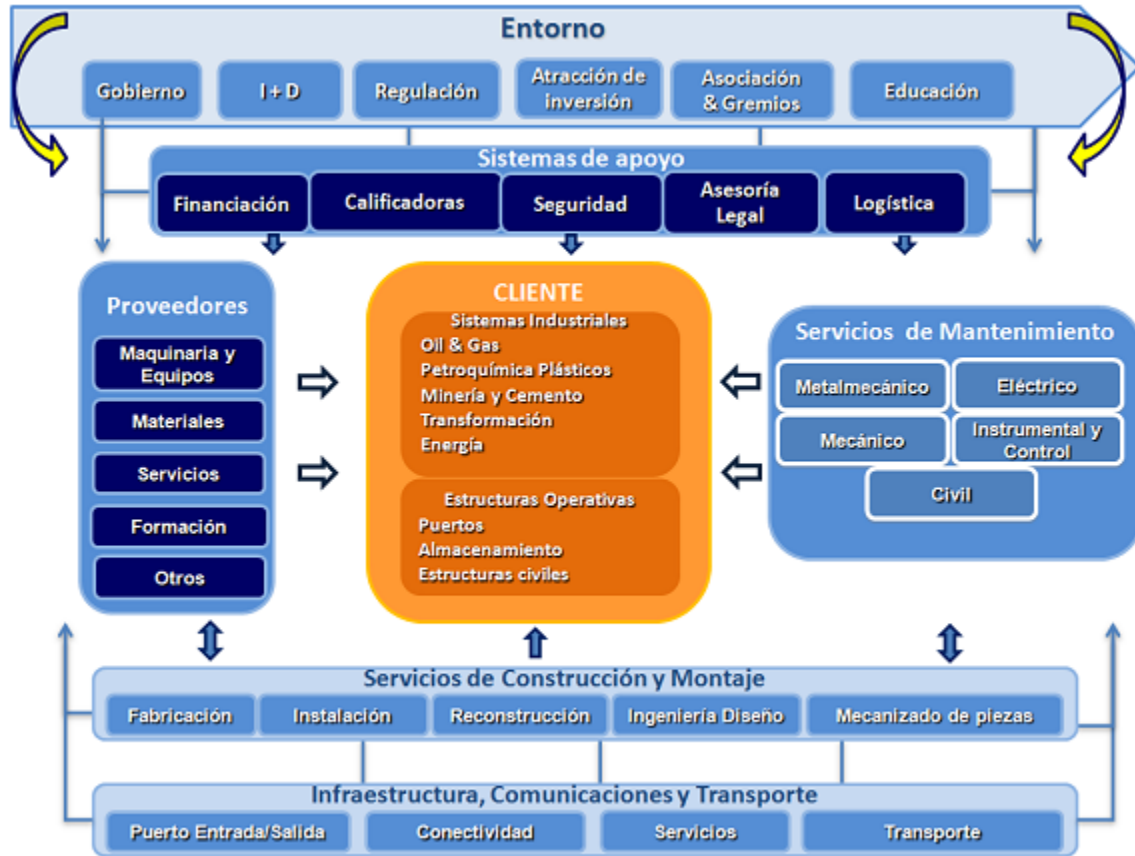 Entorno
Gobierno
I + D
Regulación
Atracción de
inversión
Asociación
& Gremios
Educación
Sistemas de apoyo
Financiación
Calificadoras
Seguridad
Asesoría
Legal
Logística
Proveedores
Maquinaria y
Equipos
Materiales
Servicios
Formación
Otros
CLIENTE
Sistemas Industriales
Oil & Gas
Petroquímica Plásticos
Minería y Cemento
Transformación
Energía
Estructuras Operativas
Puertos
Almacenamiento
Estructuras civiles
Servicios de Mantenimiento
Metalmecánico
Eléctrico
Mecánico
Instrumental y
Control
Civil
Servicios de Construcción y Montaje
Fabricación
Instalación
Reconstrucción
Ingeniería Diseño
Mecanizado de piezas
Infraestructura, Comunicaciones y Transporte
Puerto Entrada/Salida
Conectividad
Servicios
Transporte